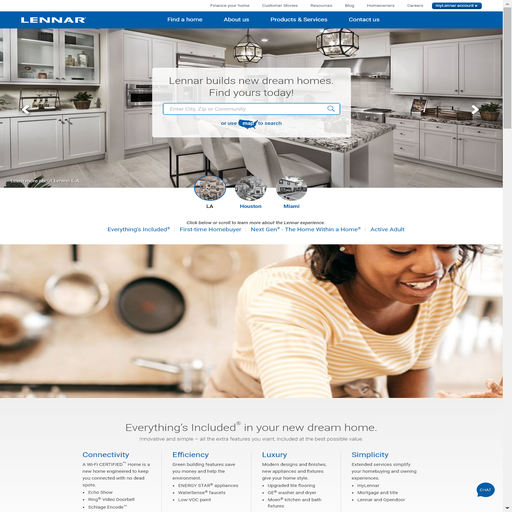 Finance your home Customer Stories Resources Blog Homeowners Careers myLennar account
LENNAR
Find a home About us Products & Services Contact us
Lennar builds new dream homes.
Find yours today!
Enter City, Zip or Community
or use map to search
Learn more about Lennar LA
LA Houston Miami
Click below or scroll to learn more about the Lennar experience.
Everything's Included® First-time Homebuyer Next Gen® - The Home Within a Home® Active Adult
Everything's Included® in your new dream home.
Innovative and simple – all the extra features you want, included at the best possible value.
Connectivity
A Wi-Fi CERTIFIED™ Home is a
new home engineered to keep
you connected with no dead
spots.
• Echo Show
• Ring® Video Doorbell
• Schlage Encode™
Efficiency
Green building features save
you money and help the
environment.
• ENERGY STAR® appliances
• WaterSense® faucets
• Low-VOC paint
Luxury
Modern designs and finishes,
new appliances and fixtures
give your home style.
• Upgraded tile flooring
• GE® washer and dryer
• Moen® kitchen and bath
fixtures
Simplicity
Extended services simplify
your homebuying and owning
experiences.
• myLennar
• Mortgage and title
• Lennar and Opendoor
CHAT